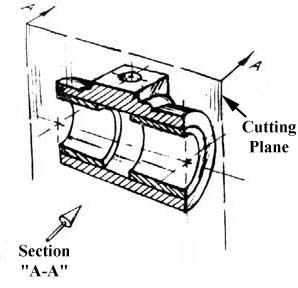 A
A
Cutting
Plane
Section
"A-A"